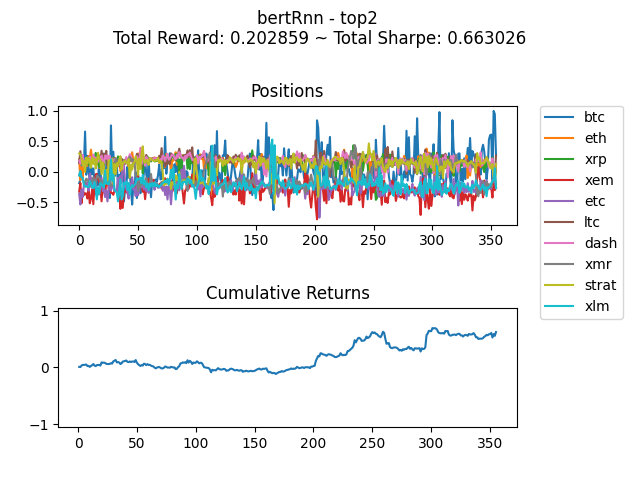 bertRnn - top2
Total Reward: 0.202859 ~ Total Sharpe: 0.663026
Positions
1.0
0.5
0.0
−0.5
0 50 100 150 200 250 300 350
btc
eth
xrp
xem
etc
ltc
dash
xmr
strat
xlm
Cumulative Returns
1
0
−1
0 50 100 150 200 250 300 350